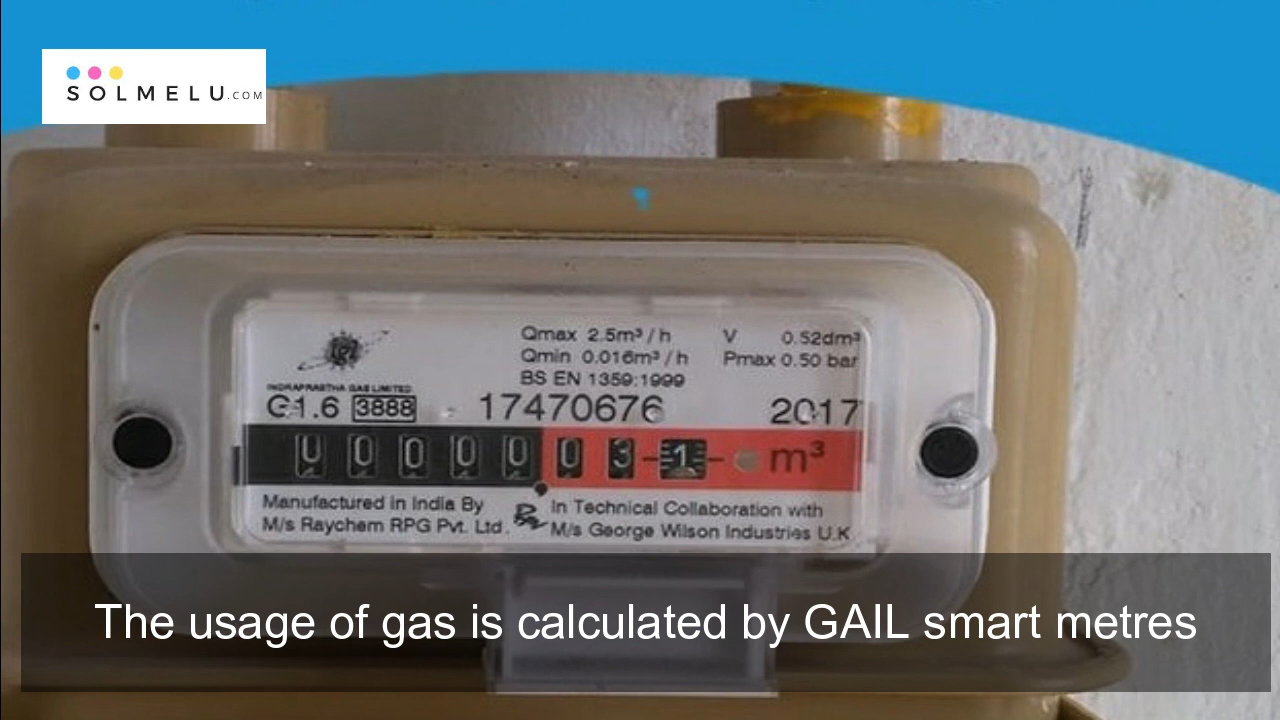 SOLMELU.COM
Qmax 2.5m³/h V 0.52dm³
Qmin 0.016m³/h Pmax 0.50 bar
BS EN 1359:1999
INDRAPRASTHA GAS LIMITED
G1.6 3888 17470676 2017
0 0 0 0 0 0 3 1 m³
Manufactured in India By
M/s Raychem RPG Pvt. Ltd.
In Technical Collaboration with
M/s George Wilson Industries U.K
The usage of gas is calculated by GAIL smart metres